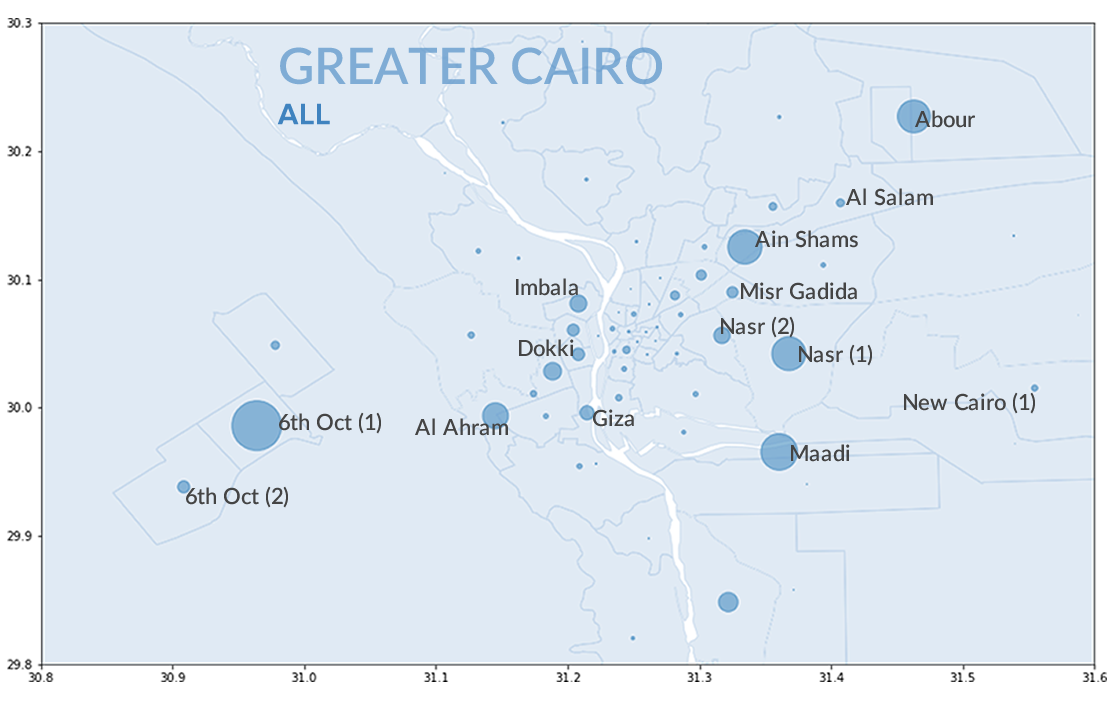 30.3
GREATER CAIRO
ALL
Abour
30.2
Al Salam
Ain Shams
30.1
Imbala
Misr Gadida
Nasr (2)
Dokki
Nasr (1)
New Cairo (1)
30.0
6th Oct (1)
Al Ahram
Giza
Maadi
6th Oct (2)
29.9
29.8
30.8 30.9 31.0 31.1 31.2 31.3 31.4 31.5 31.6